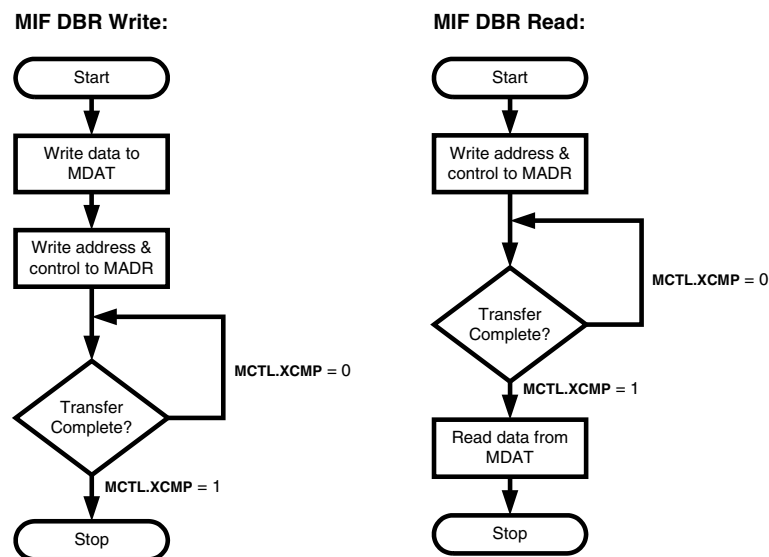 MIF DBR Write:
Start
Write data to
MDAT
Write address &
control to MADR
MCTL.XCMP = 0
Transfer
Complete?
MCTL.XCMP = 1
Stop
MIF DBR Read:
Start
Write address &
control to MADR
MCTL.XCMP = 0
Transfer
Complete?
MCTL.XCMP = 1
Read data from
MDAT
Stop